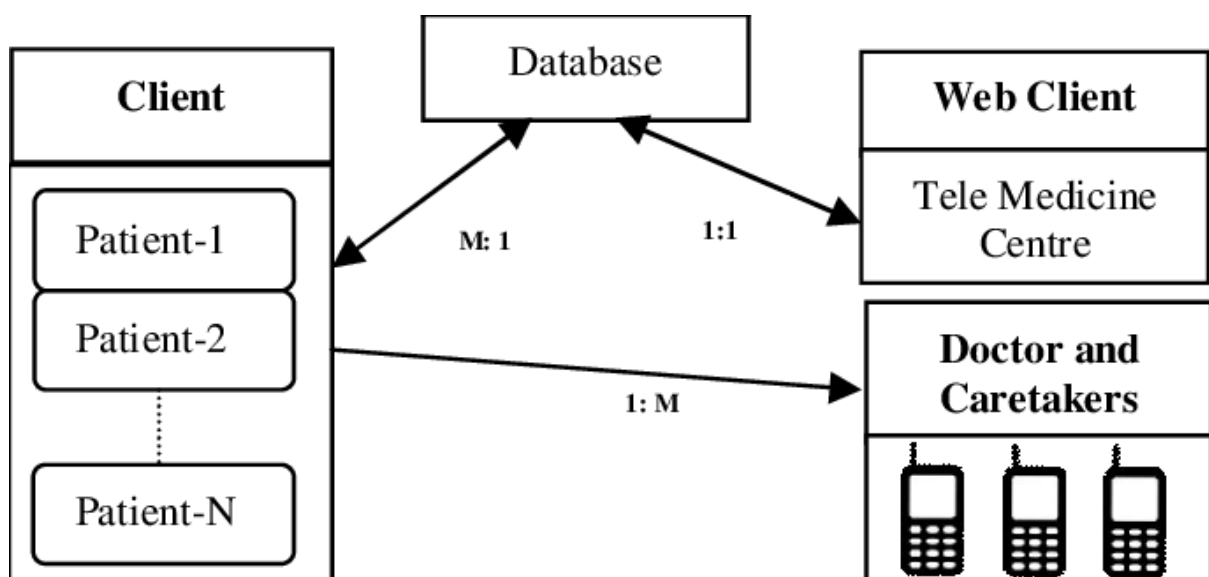 Client
Patient-1
Patient-2
Patient-N
Database
M: 1
1:1
1: M
Web Client
Tele Medicine
Centre
Doctor and
Caretakers